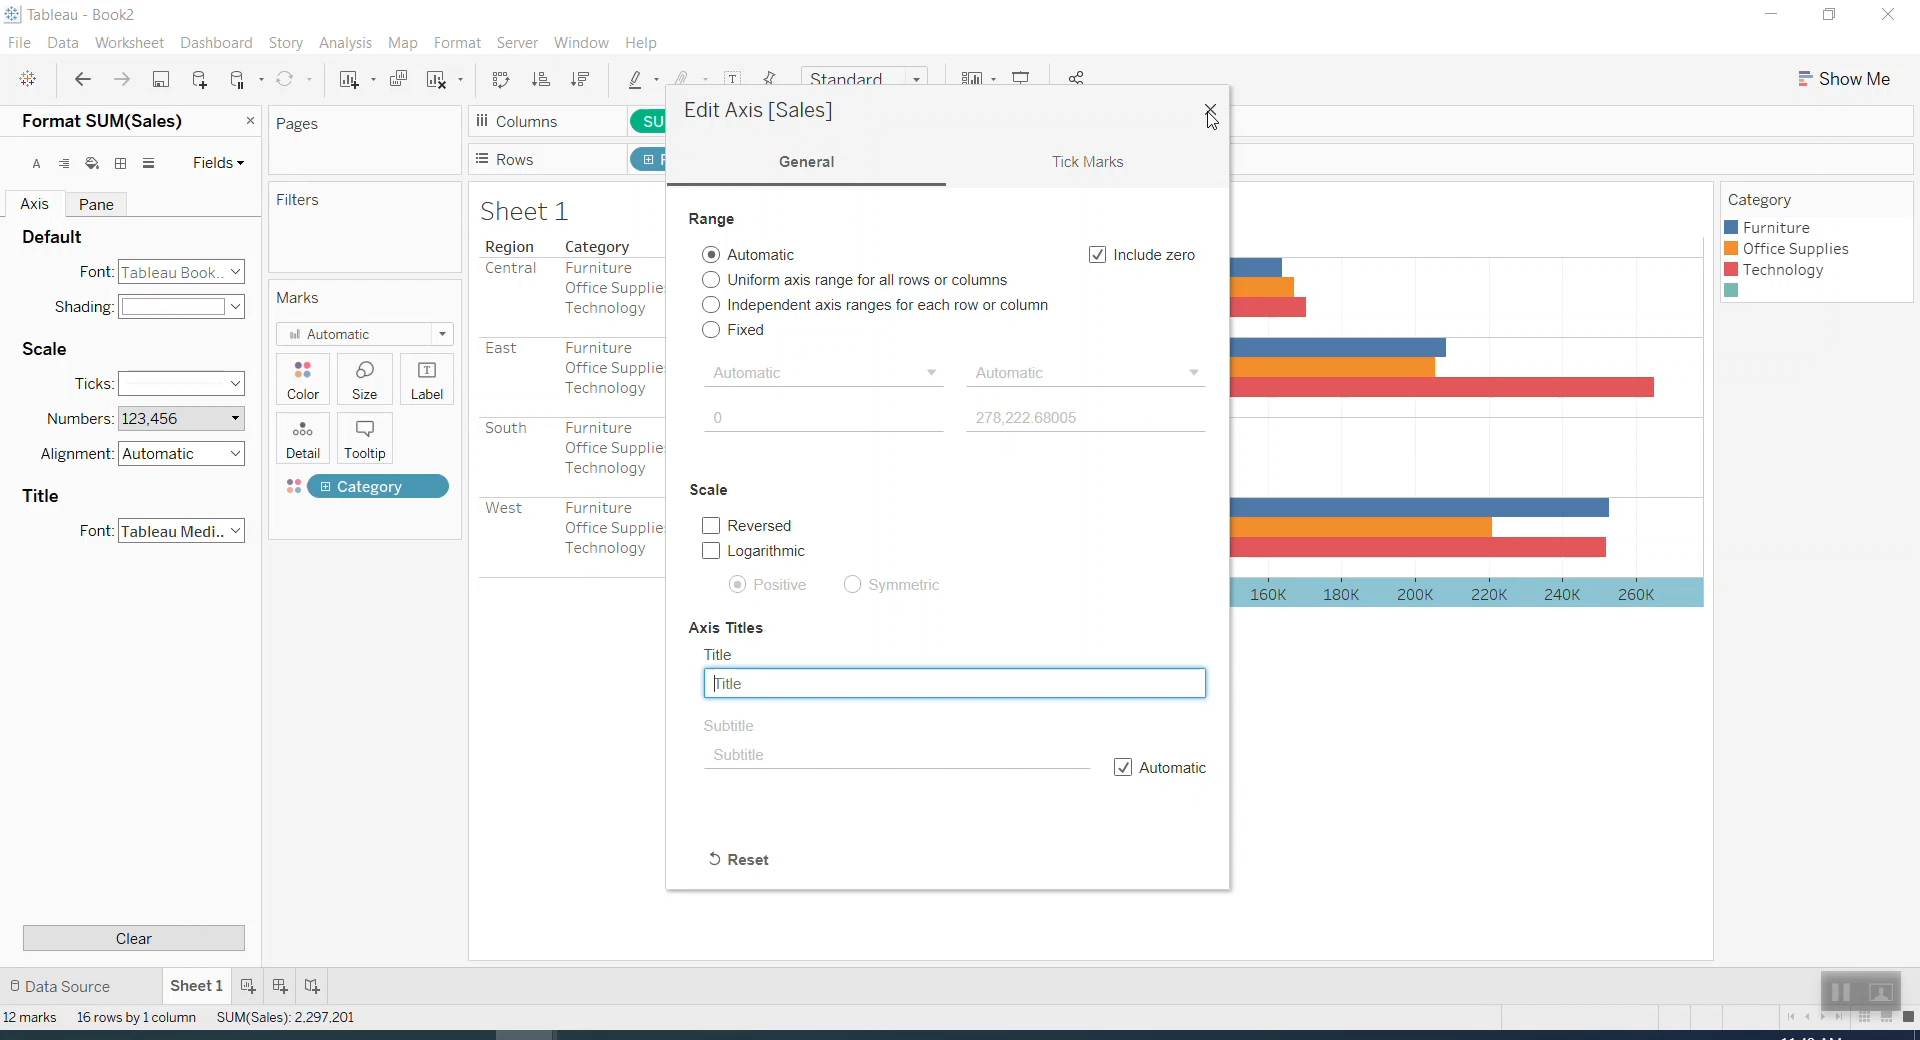 Tableau - Book2
File Data Worksheet Dashboard Story Analysis Map Format Server Window Help
Standard
Show Me
Format SUM(Sales)
Fields
Axis Pane
Default
Font: Tableau Book..
Shading:
Scale
Ticks:
Numbers: 123,456
Alignment: Automatic
Title
Font: Tableau Medi..
Clear
Pages
Filters
Marks
Automatic
Color Size Label
Detail Tooltip
Category
Columns SU
Rows
Sheet 1
Region Category
Central Furniture
Office Supplie
Technology
East Furniture
Office Supplie
Technology
South Furniture
Office Supplie
Technology
West Furniture
Office Supplie
Technology
Edit Axis [Sales]
General Tick Marks
Range
Automatic Include zero
Uniform axis range for all rows or columns
Independent axis ranges for each row or column
Fixed
Automatic Automatic
0 278,222.68005
Scale
Reversed
Logarithmic
Positive Symmetric
Axis Titles
Title
Title
Subtitle
Subtitle
Automatic
Reset
160K 180K 200K 220K 240K 260K
Category
Furniture
Office Supplies
Technology
Data Source Sheet 1
12 marks 16 rows by 1 column SUM(Sales): 2,297,201